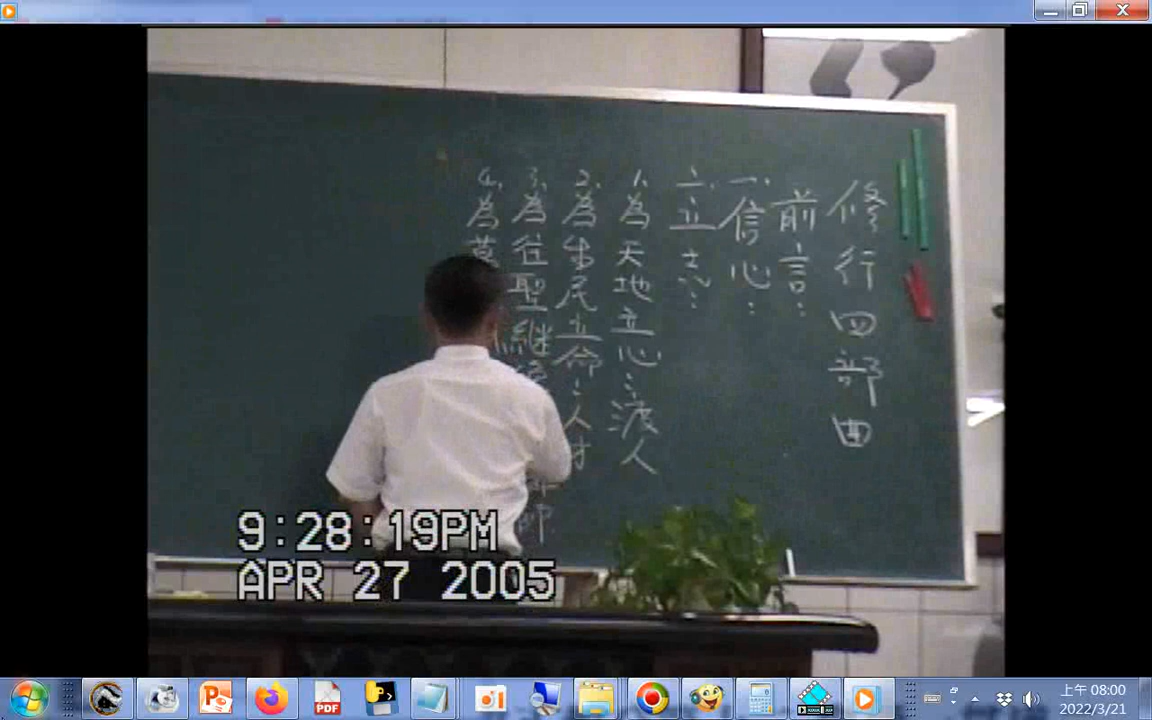 修行四部曲
前言：
一、信心：
二、立志：
1.為天地立心：渡人
2.為生民立命：人才
3.為往聖繼
4.為萬
9:28:19PM
APR 27 2005
上午 08:00
2022/3/21